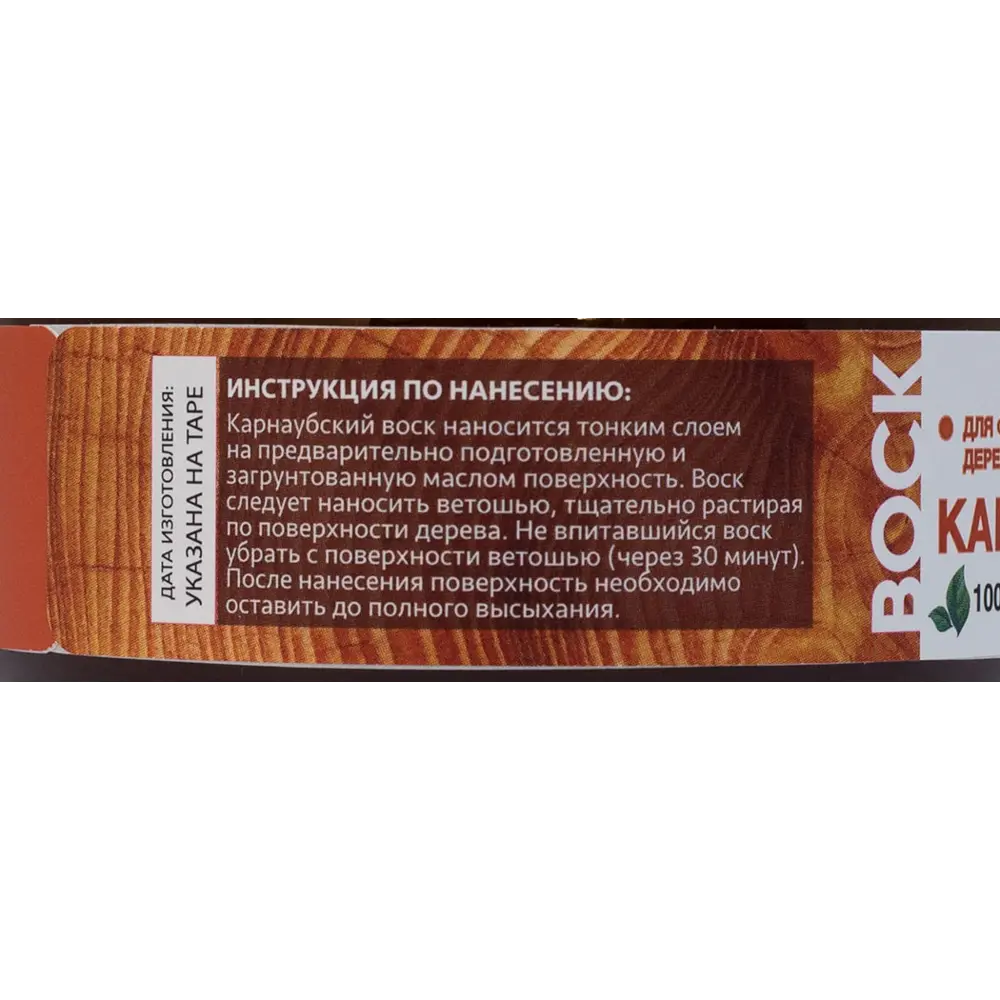 ДАТА ИЗГОТОВЛЕНИЯ:
УКАЗАНА НА ТАРЕ
ИНСТРУКЦИЯ ПО НАНЕСЕНИЮ:
Карнаубский воск наносится тонким слоем
на предварительно подготовленную и
загрунтованную маслом поверхность. Воск
следует наносить ветошью, тщательно растирая
по поверхности дерева. Не впитавшийся воск
убрать с поверхности ветошью (через 30 минут).
После нанесения поверхность необходимо
оставить до полного высыхания.
ВОСК
ДЛЯ
100